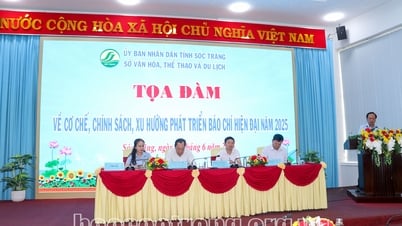 NƯỚC CỘNG HÒA XÃ HỘI CHỦ NGHĨA VIỆT
ỦY BAN NHÂN DÂN TỈNH SÓC TRĂNG
SỞ VĂN HÓA, THỂ THAO VÀ DU LỊCH
TỌA ĐÀM
VỀ CƠ CHẾ, CHÍNH SÁCH, XU HƯỚNG PHÁT TRIỂN BÁO CHÍ HIỆN ĐẠI NĂM 2025
6 năm